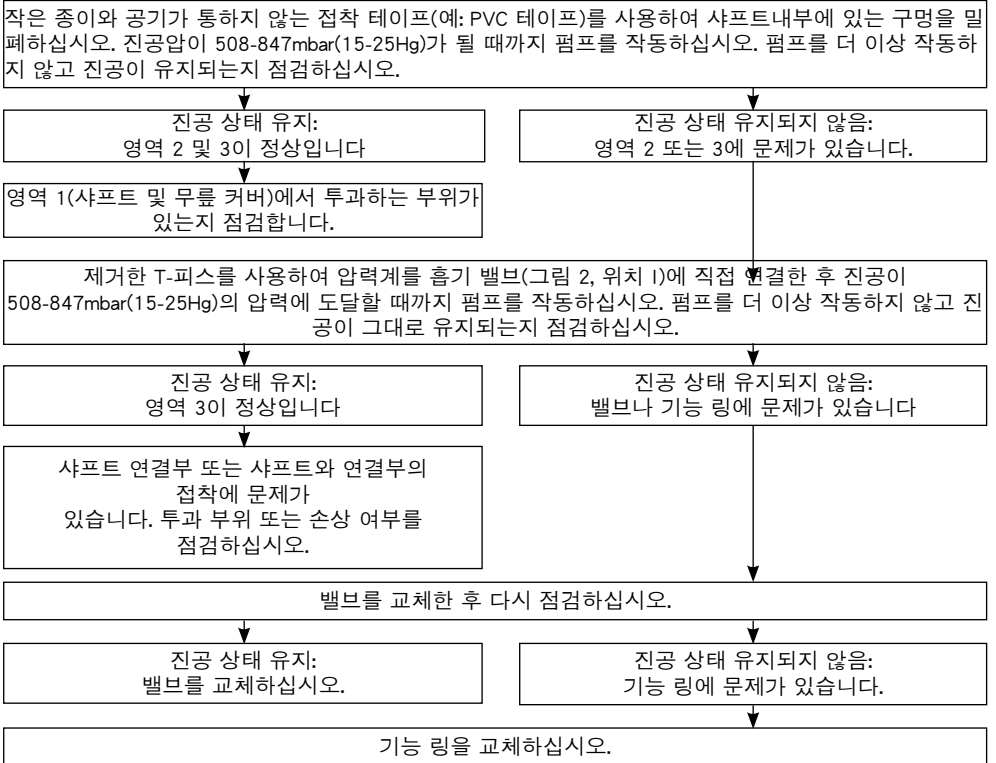 작은 종이와 공기가 통하지 않는 접착 테이프(예: PVC 테이프)를 사용하여 샤프트내부에 있는 구멍을 밀
폐하십시오. 진공압이 508-847mbar(15-25Hg)가 될 때까지 펌프를 작동하십시오. 펌프를 더 이상 작동하
지 않고 진공이 유지되는지 점검하십시오.
진공 상태 유지:
영역 2 및 3이 정상입니다
진공 상태 유지되지 않음:
영역 2 또는 3에 문제가 있습니다.
영역 1(샤프트 및 무릎 커버)에서 투과하는 부위가
있는지 점검합니다.
제거한 T-피스를 사용하여 압력계를 흡기 밸브(그림 2, 위치 I)에 직접 연결한 후 진공이
508-847mbar(15-25Hg)의 압력에 도달할 때까지 펌프를 작동하십시오. 펌프를 더 이상 작동하지 않고 진
공이 그대로 유지되는지 점검하십시오.
진공 상태 유지:
영역 3이 정상입니다
진공 상태 유지되지 않음:
밸브나 기능 링에 문제가 있습니다
샤프트 연결부 또는 샤프트와 연결부의
접착에 문제가
있습니다. 투과 부위 또는 손상 여부를
점검하십시오.
밸브를 교체한 후 다시 점검하십시오.
진공 상태 유지:
밸브를 교체하십시오.
진공 상태 유지되지 않음:
기능 링에 문제가 있습니다.
기능 링을 교체하십시오.